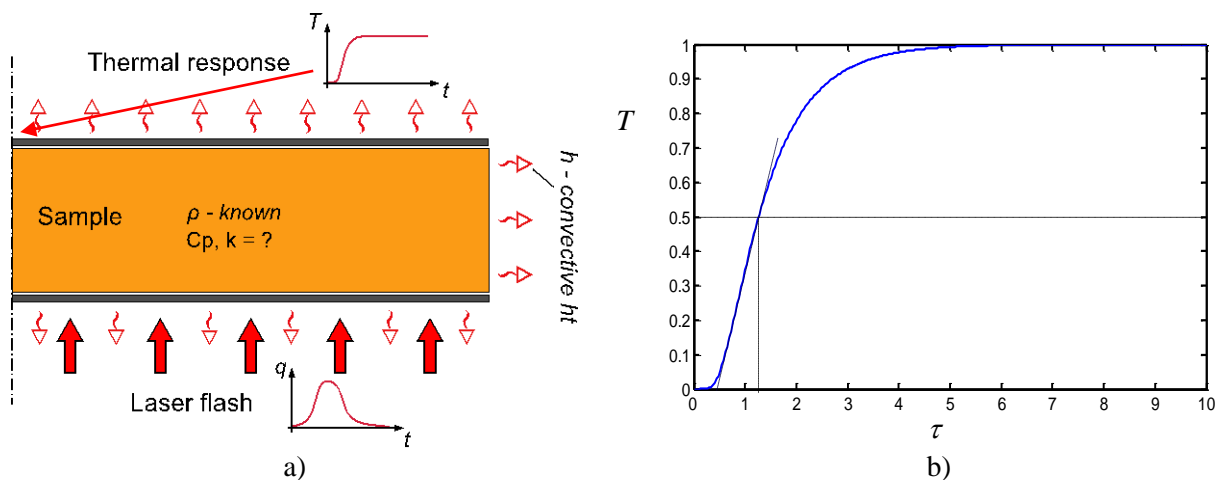 T
t
Thermal response
Sample
ρ - known
Cp, k = ?
h - convective ht
q
t
Laser flash
a)
T
1
0.9
0.8
0.7
0.6
0.5
0.4
0.3
0.2
0.1
0
0 1 2 3 4 5 6 7 8 9 10
τ
b)